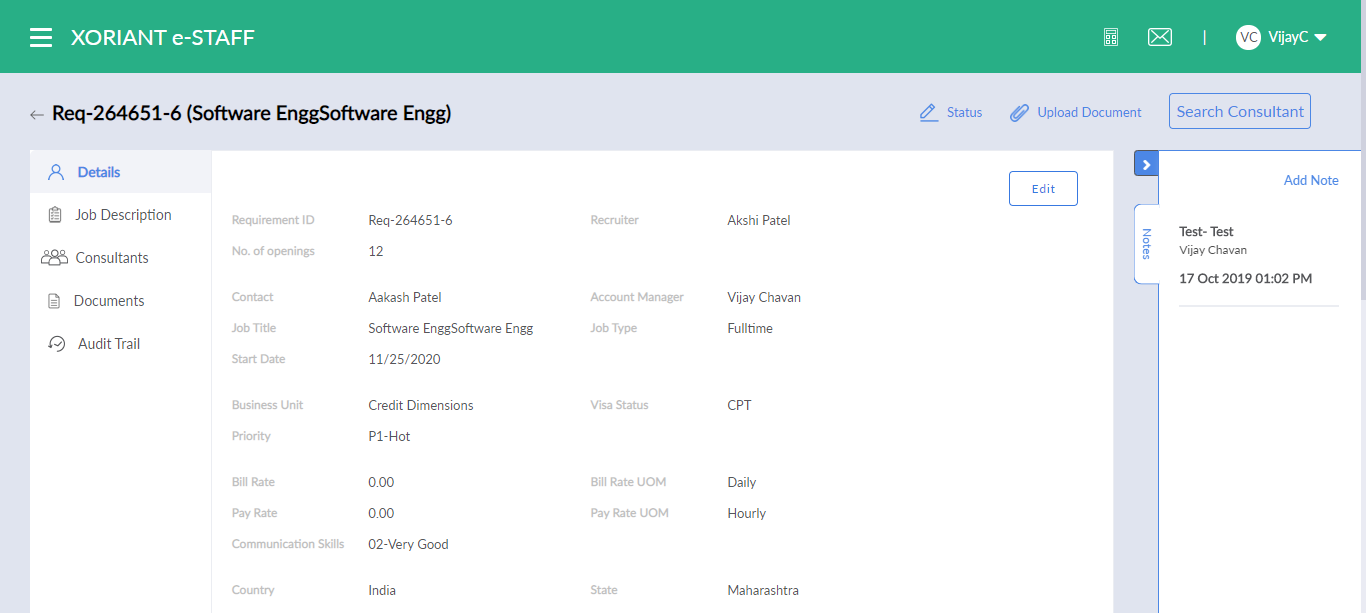 XORIANT e-STAFF
|
VC VijayC
Req-264651-6 (Software EnggSoftware Engg)
Status
Upload Document
Search Consultant
Details
Job Description
Consultants
Documents
Audit Trail
Edit
Requirement ID Req-264651-6 Recruiter Akshi Patel
No. of openings 12
Contact Aakash Patel Account Manager Vijay Chavan
Job Title Software EnggSoftware Engg Job Type Fulltime
Start Date 11/25/2020
Business Unit Credit Dimensions Visa Status CPT
Priority P1-Hot
Bill Rate 0.00 Bill Rate UOM Daily
Pay Rate 0.00 Pay Rate UOM Hourly
Communication Skills 02-Very Good
Country India State Maharashtra
Notes
Add Note
Test- Test
Vijay Chavan
17 Oct 2019 01:02 PM